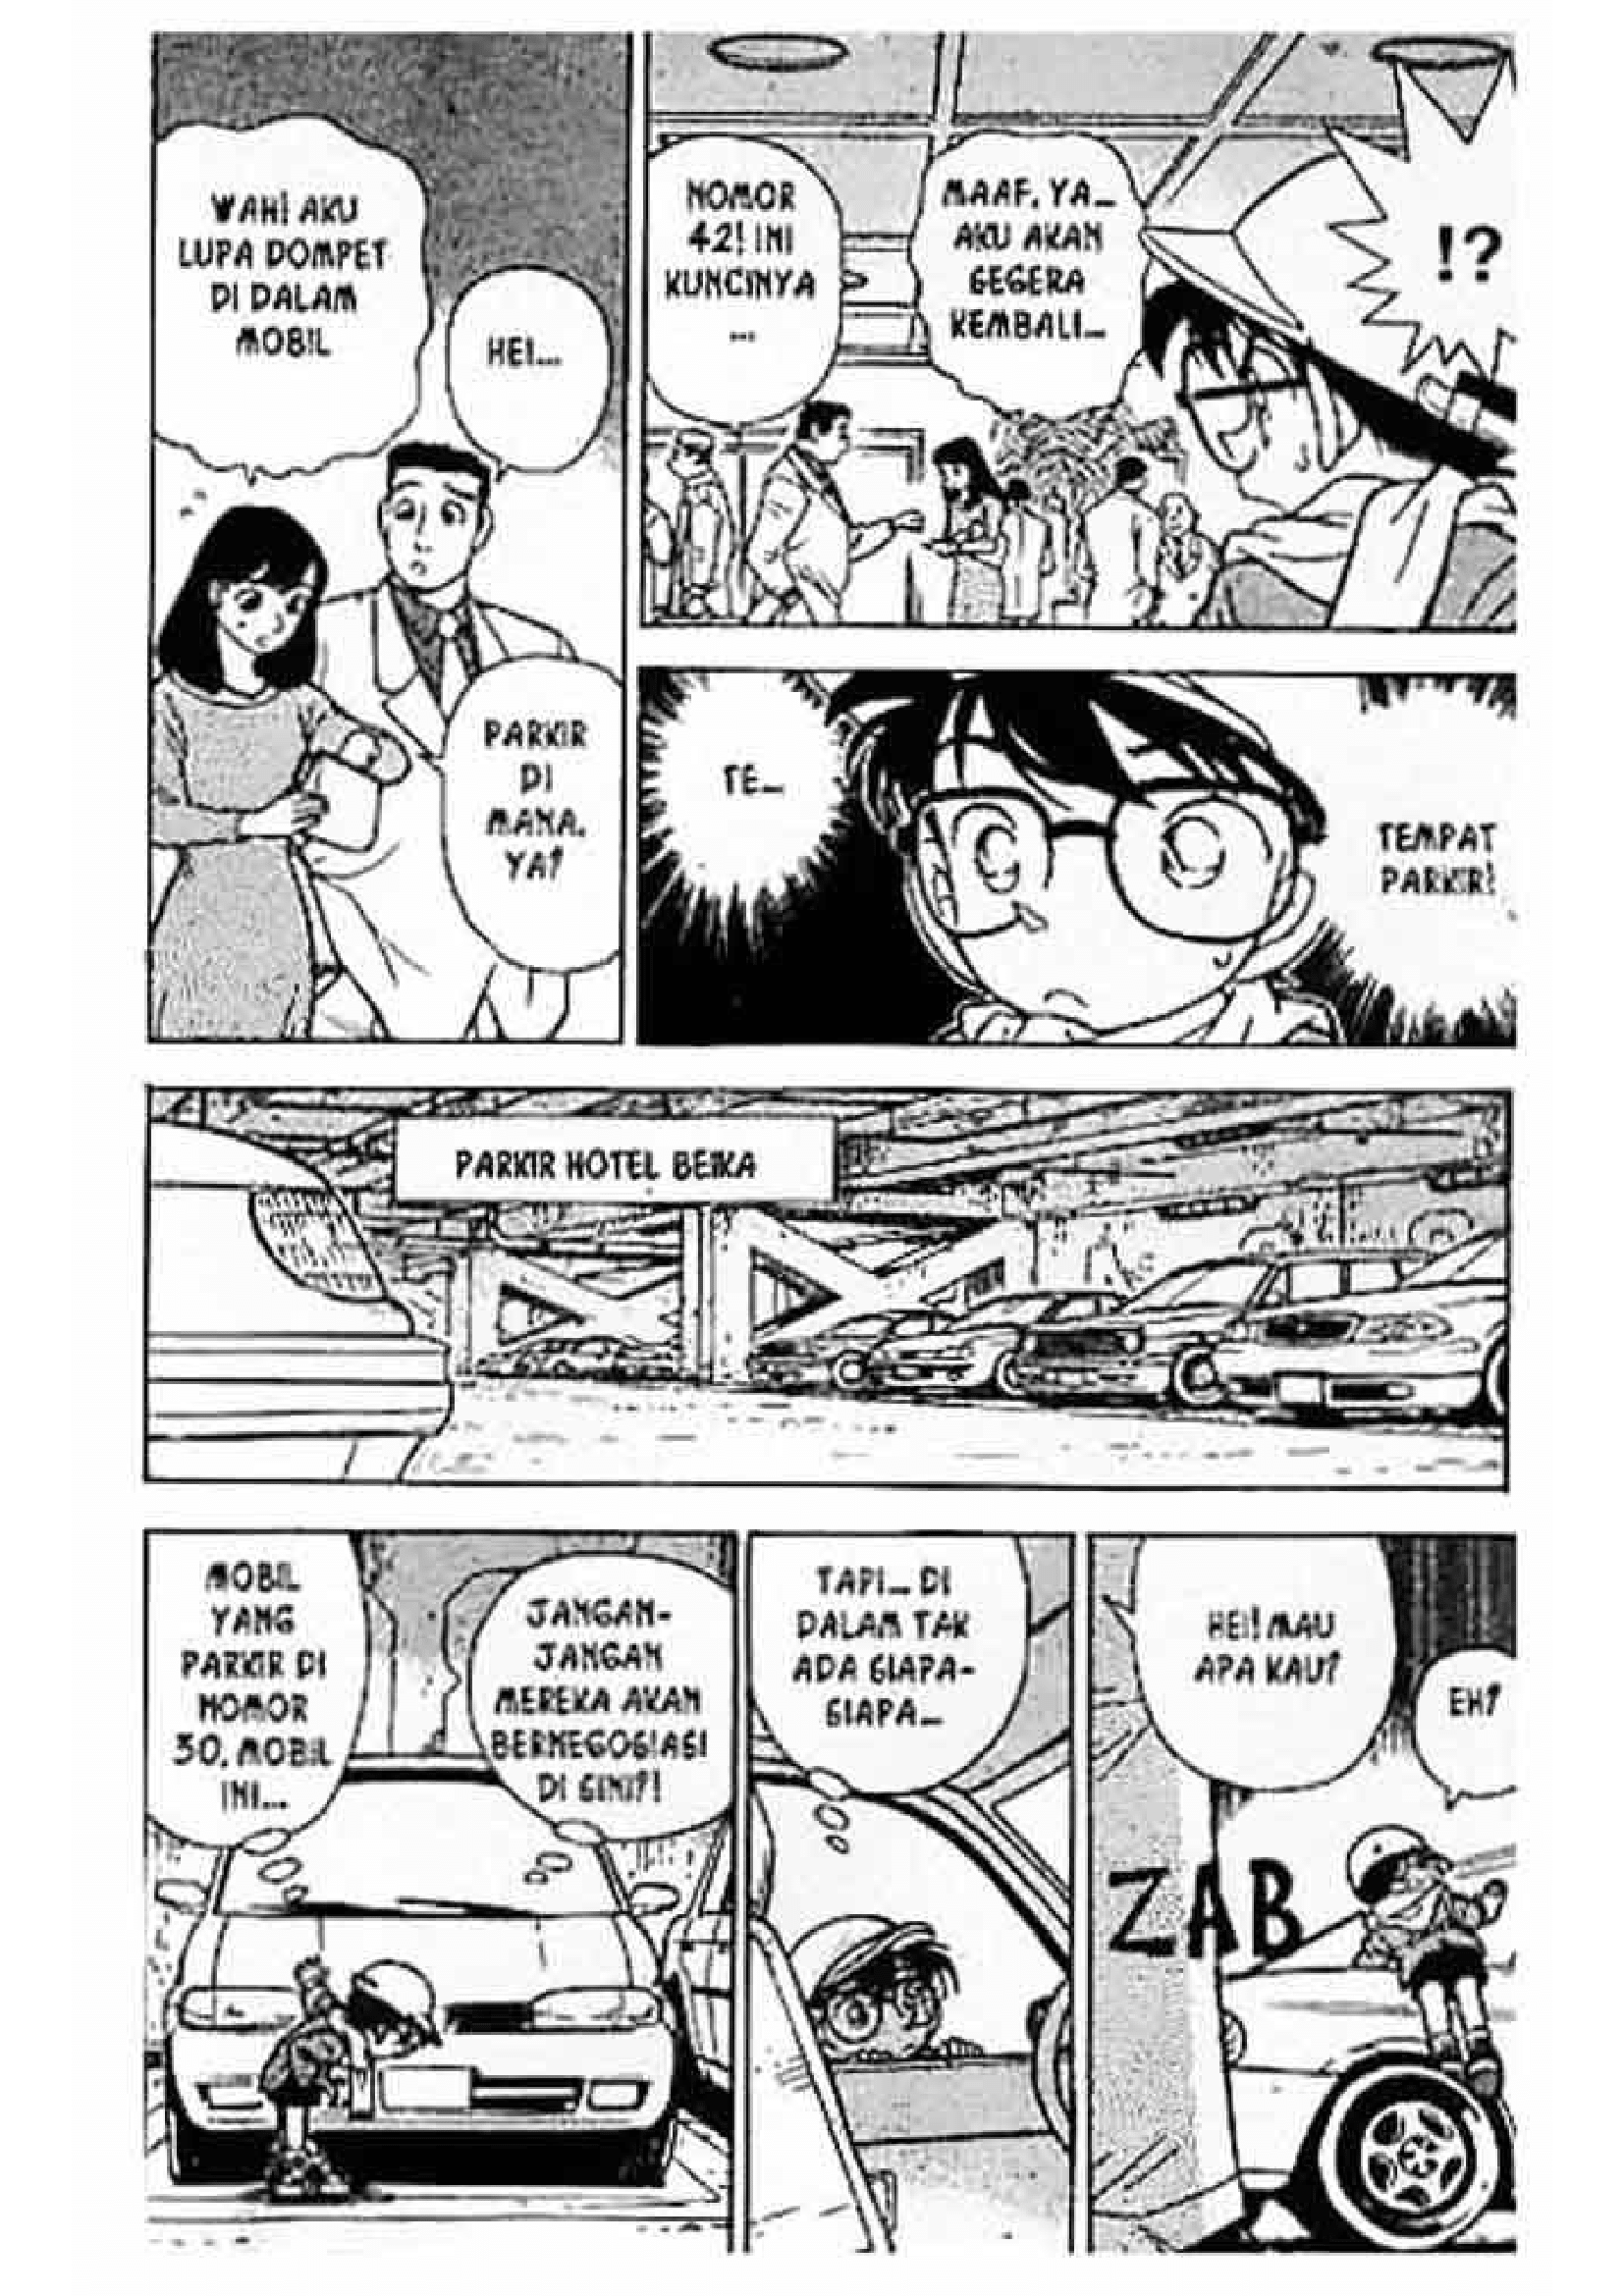 WAH! AKU
LUPA DOMPET
DI DALAM
MOBIL
HEI...
PARKIR
DI
MANA,
YA?
NOMOR
42! INI
KUNCINYA
...
MAAF, YA...
AKU AKAN
SEGERA
KEMBALI...
!?
TE...
TEMPAT
PARKIR!
PARKIR HOTEL BEIKA
MOBIL
YANG
PARKIR DI
NOMOR
30, MOBIL
INI...
JANGAN-
JANGAN
MEREKA AKAN
BERNEGOSIASI
DI SINI?!
TAPI... DI
DALAM TAK
ADA SIAPA-
SIAPA...
HEI! MAU
APA KAU?
EH?
ZAB